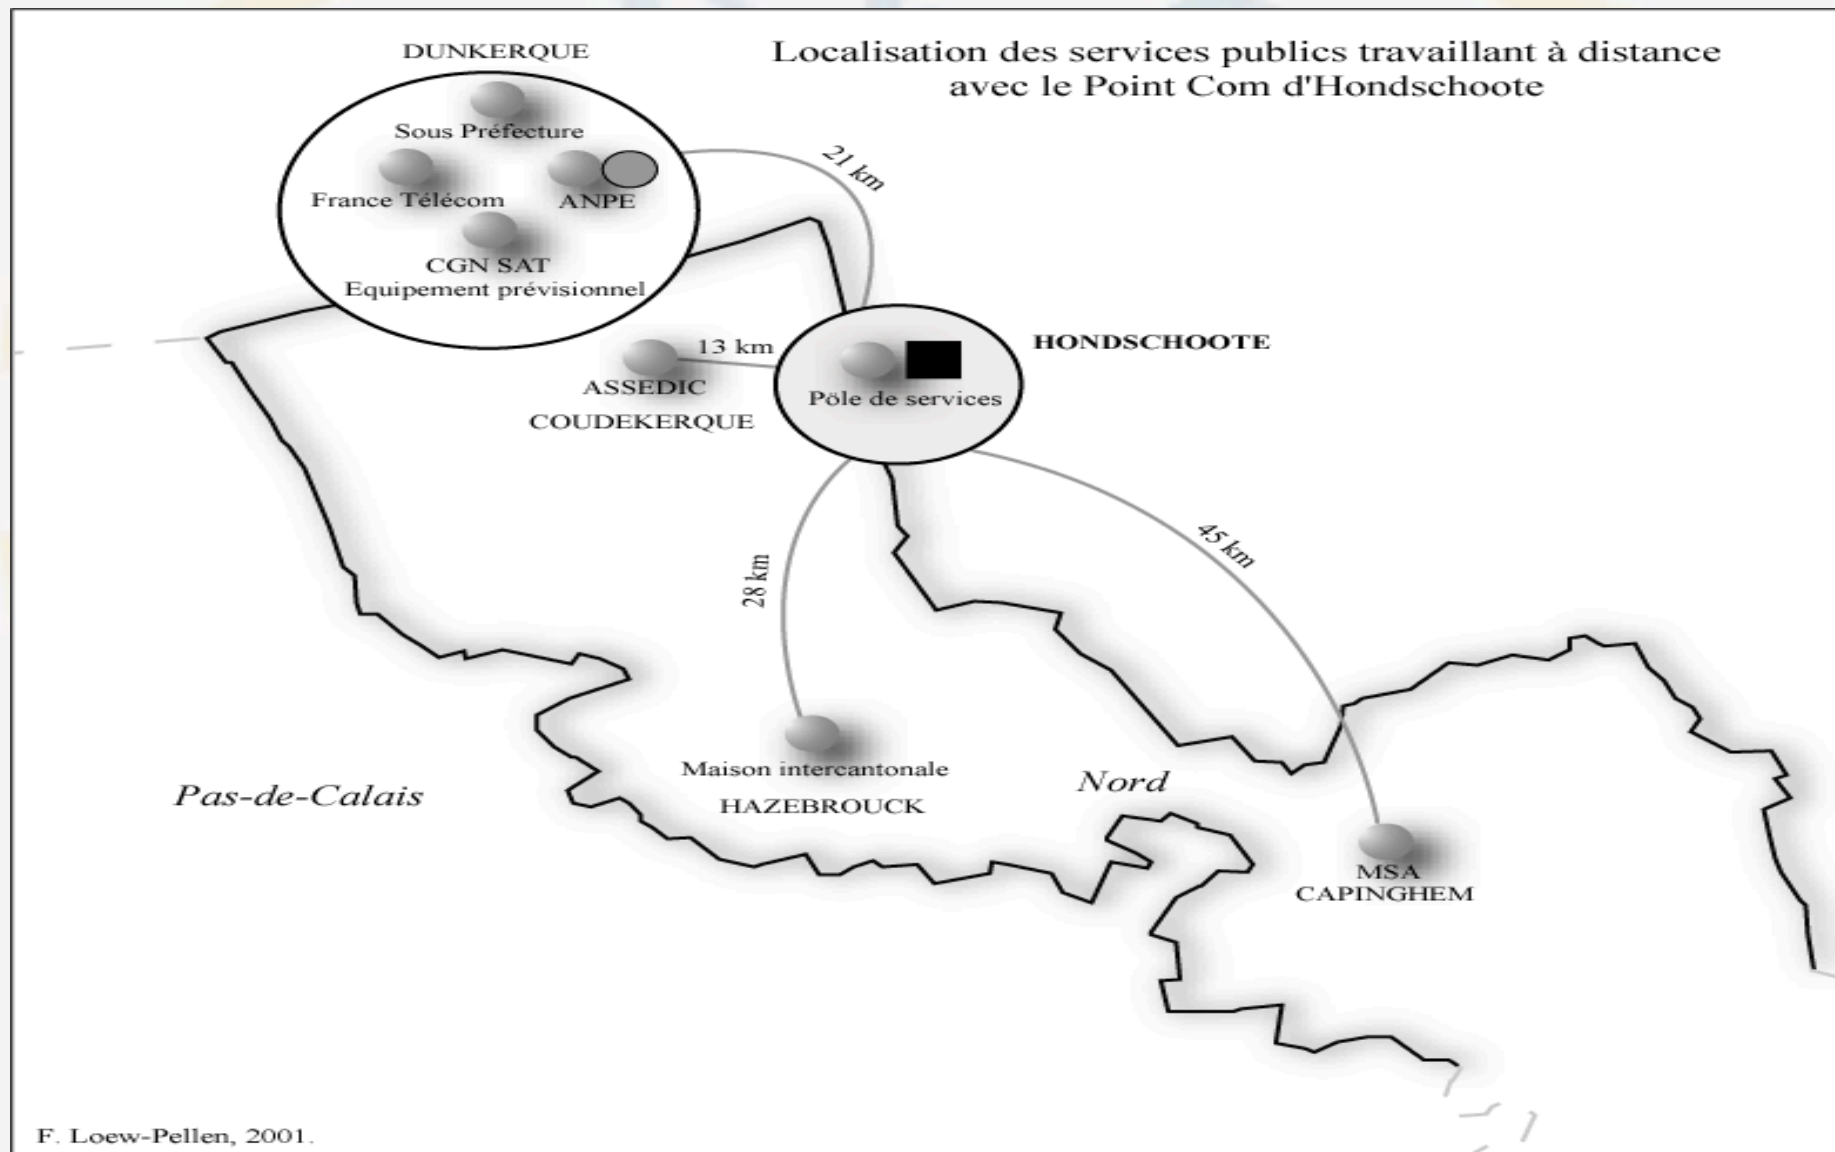 Localisation des services publics travaillant à distance
avec le Point Com d'Hondschoote
DUNKERQUE
Sous Préfecture
France Télécom
ANPE
CGN SAT
Equipement prévisionnel
21 km
13 km
ASSEDIC
COUDEKERQUE
HONDSCHOOTE
Pöle de services
28 km
45 km
Maison intercantonale
HAZEBROUCK
Nord
Pas-de-Calais
MSA
CAPINGHEM
F. Loew-Pellen, 2001.